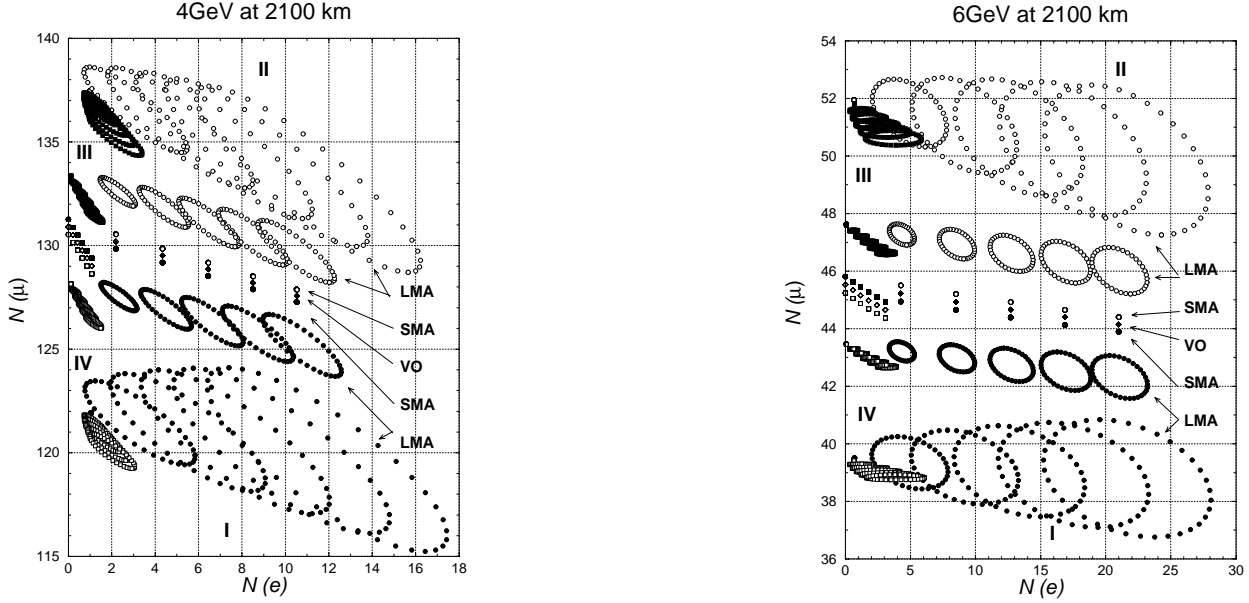 4GeV at 2100 km
140
135
130
125
120
115
N (μ)
0 2 4 6 8 10 12 14 16 18
N (e)
II
III
IV
I
LMA
SMA
VO
SMA
LMA
6GeV at 2100 km
54
52
50
48
46
44
42
40
38
36
N (μ)
0 5 10 15 20 25 30
N (e)
II
III
IV
I
LMA
SMA
VO
SMA
LMA